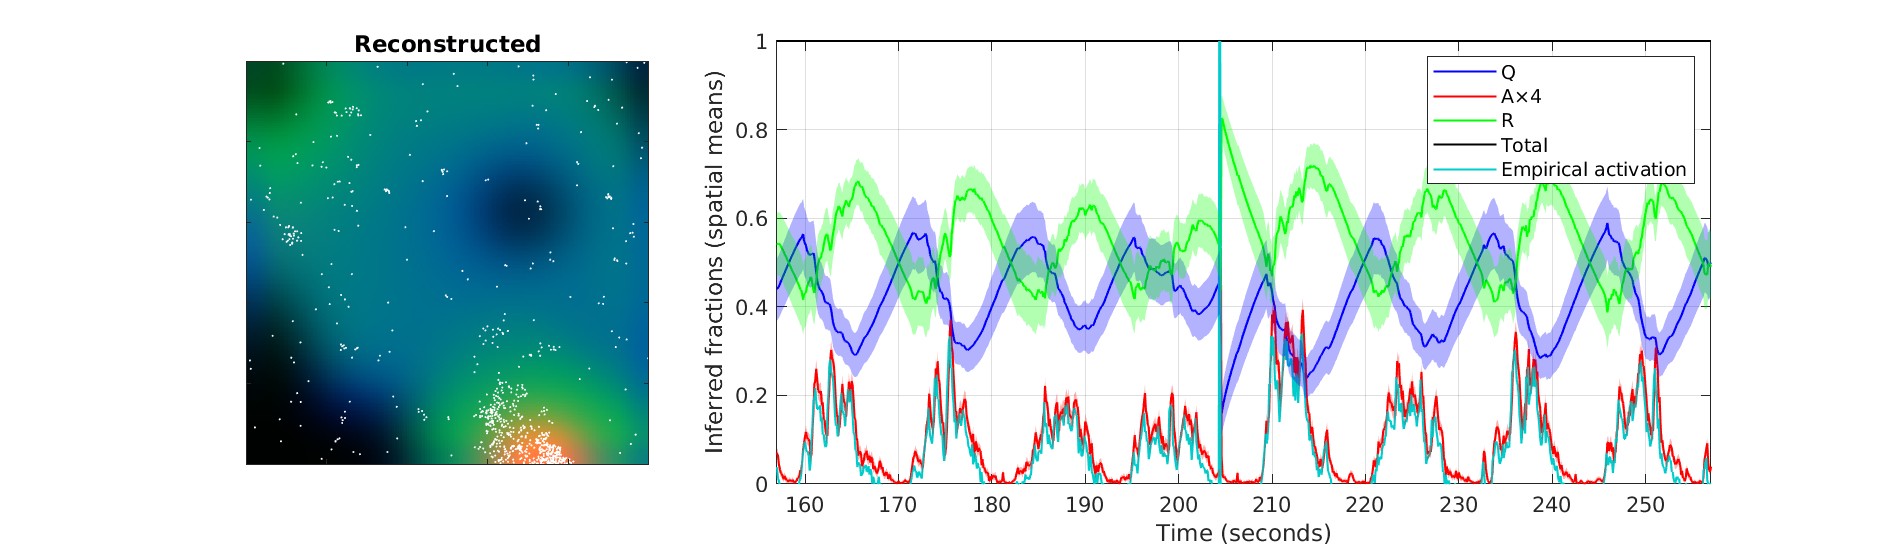 Reconstructed
Inferred fractions (spatial means)
1
0.8
0.6
0.4
0.2
0
Q
A×4
R
Total
Empirical activation
160 170 180 190 200 210 220 230 240 250
Time (seconds)